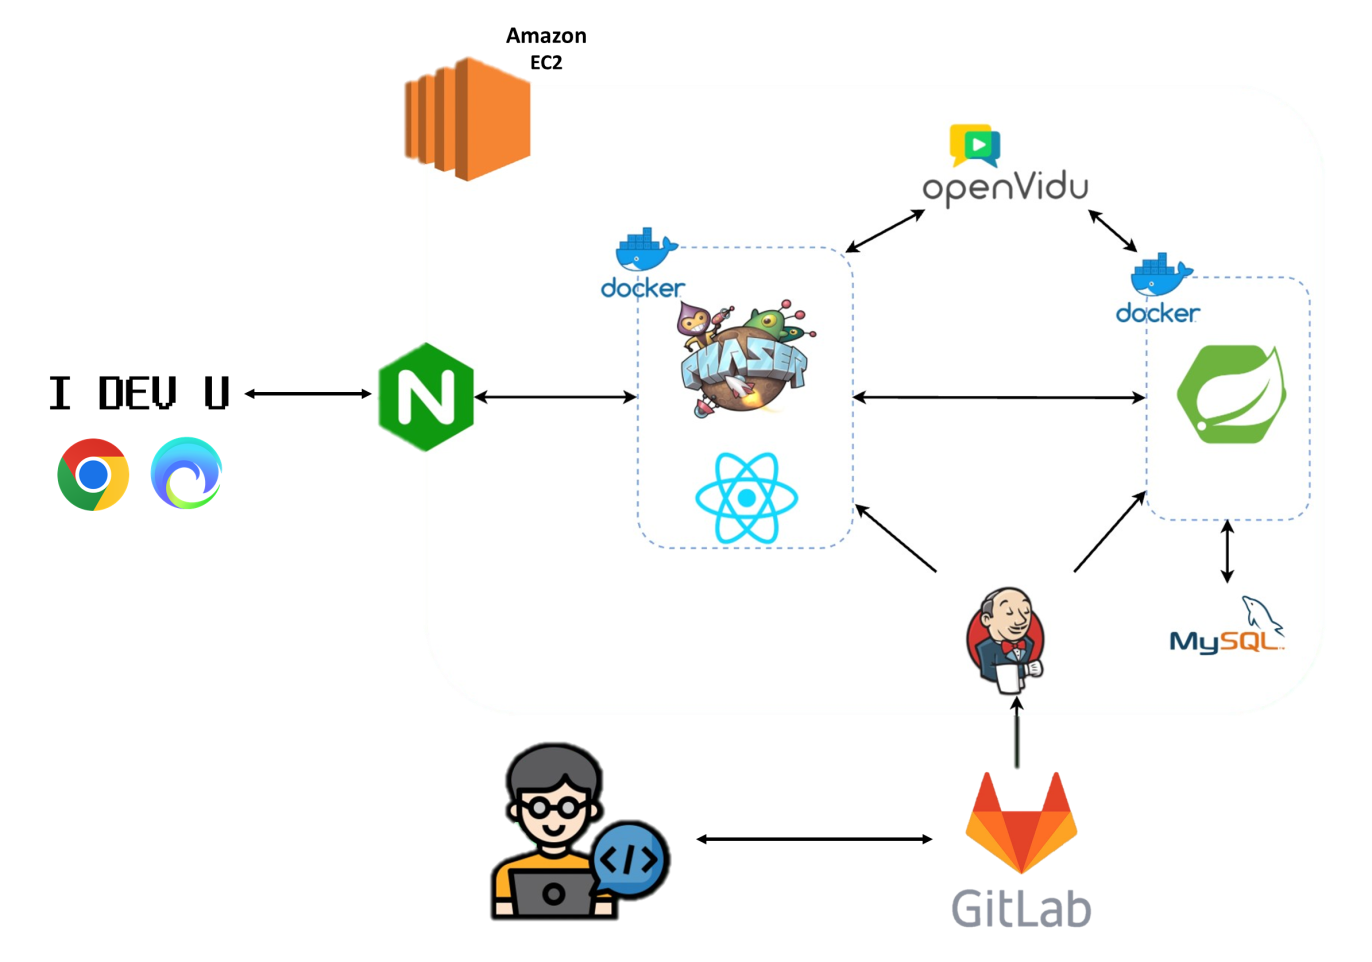 Amazon
EC2
openVidu
docker
docker
PHASER
I DEV U
N
MySQL
</>
GitLab